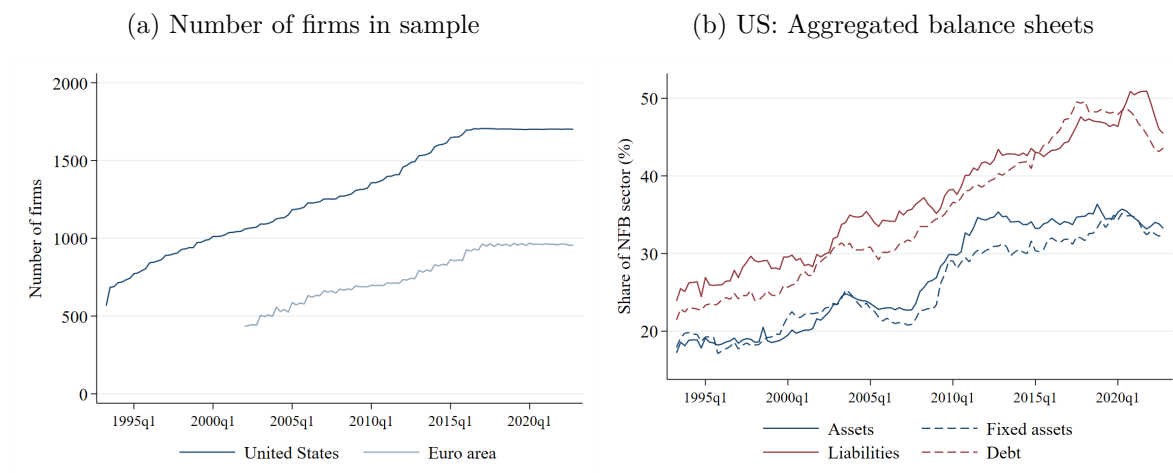 (a) Number of firms in sample
2000
1500
1000
500
0
Number of firms
1995q1 2000q1 2005q1 2010q1 2015q1 2020q1
United States Euro area
(b) US: Aggregated balance sheets
50
40
30
20
Share of NFB sector (%)
1995q1 2000q1 2005q1 2010q1 2015q1 2020q1
Assets Fixed assets
Liabilities Debt